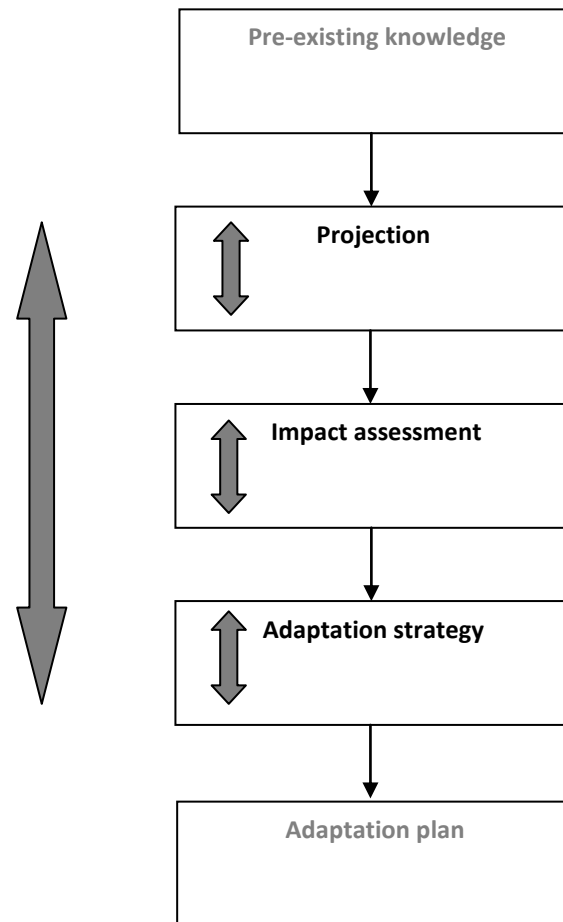 Pre-existing knowledge
Projection
Impact assessment
Adaptation strategy
Adaptation plan